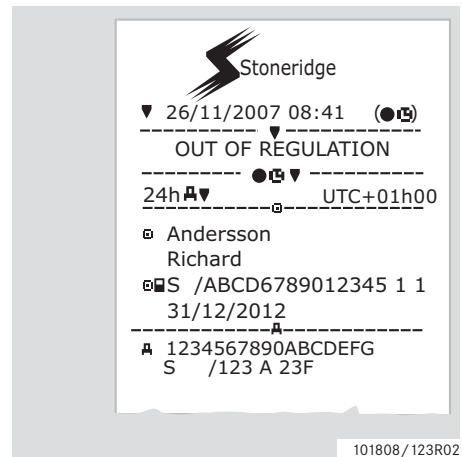 Stoneridge
▼ 26/11/2007 08:41 (●◷)
OUT OF REGULATION
24h▼ UTC+01h00
Andersson
Richard
S /ABCD6789012345 1 1
31/12/2012
1234567890ABCDEFG
S /123 A 23F
101808/123R02